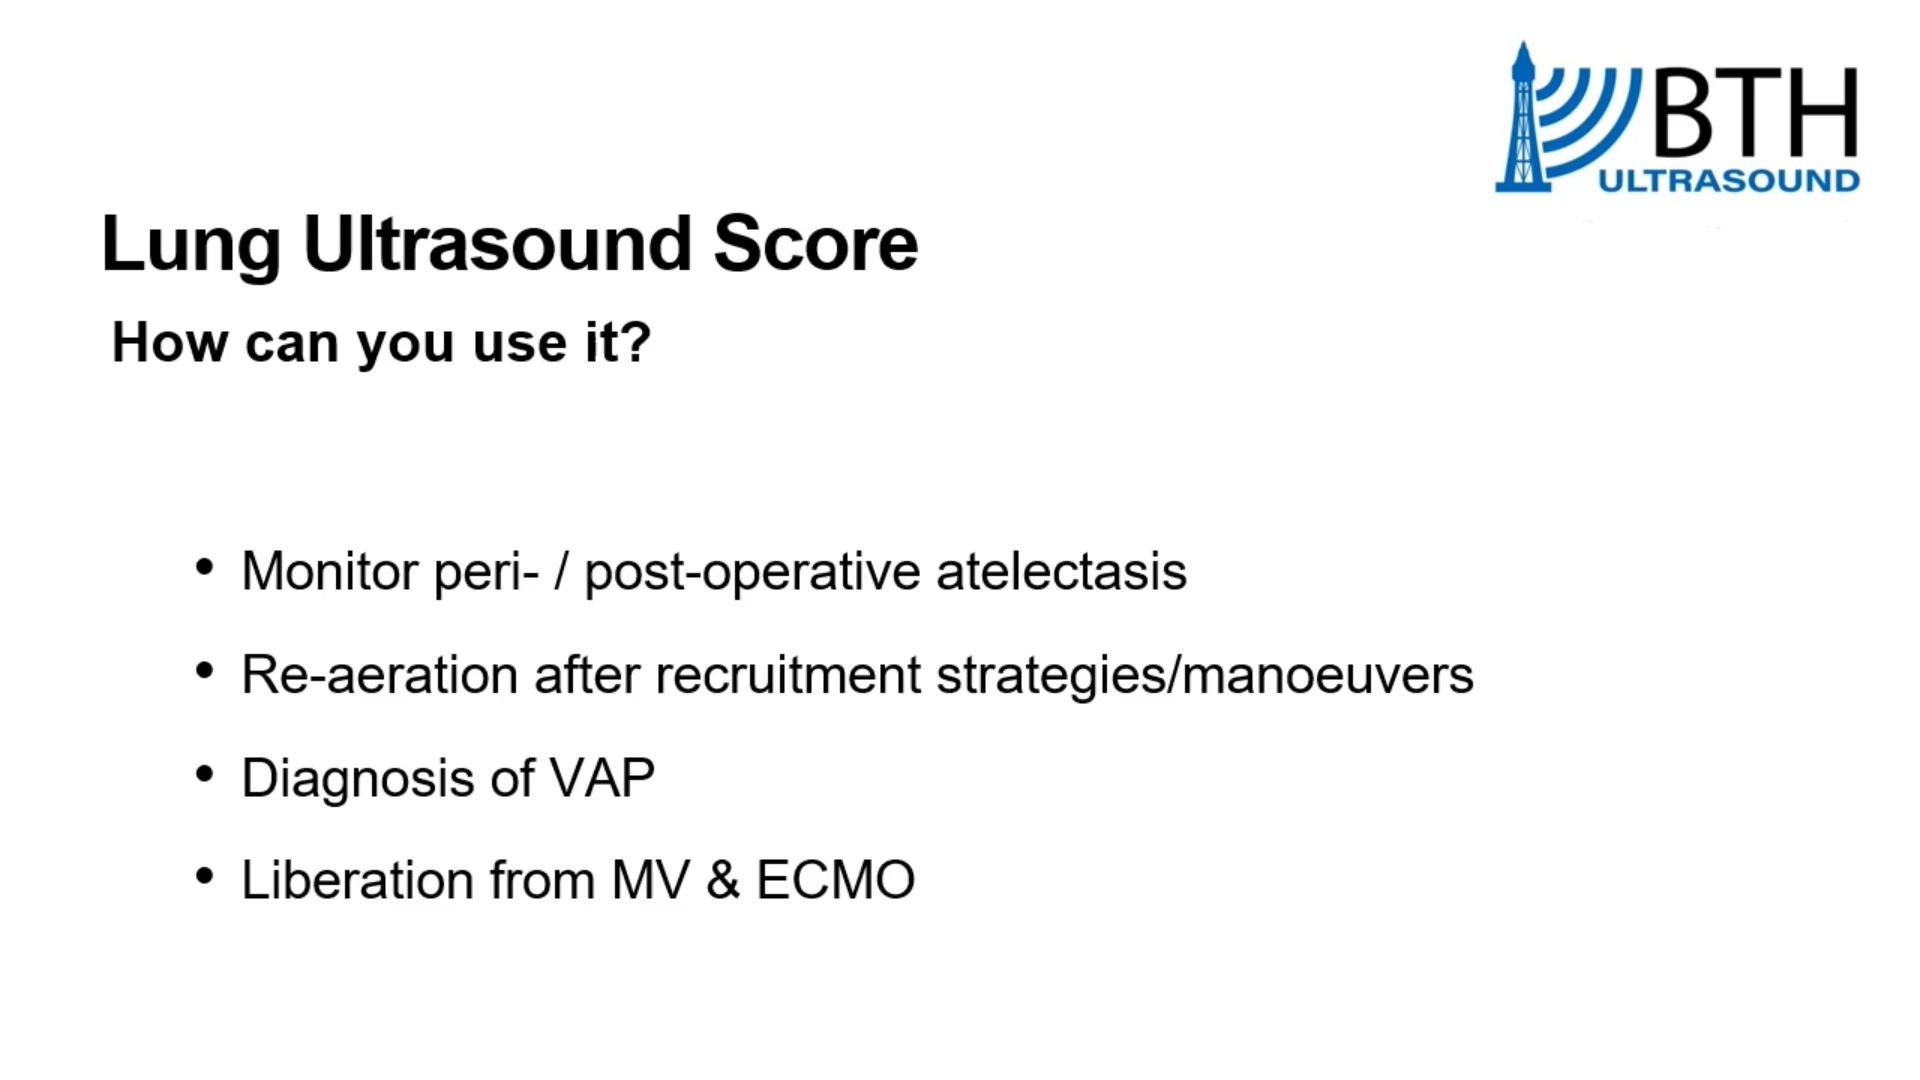 BTH
ULTRASOUND
Lung Ultrasound Score
How can you use it?
• Monitor peri- / post-operative atelectasis
• Re-aeration after recruitment strategies/manoeuvers
• Diagnosis of VAP
• Liberation from MV & ECMO